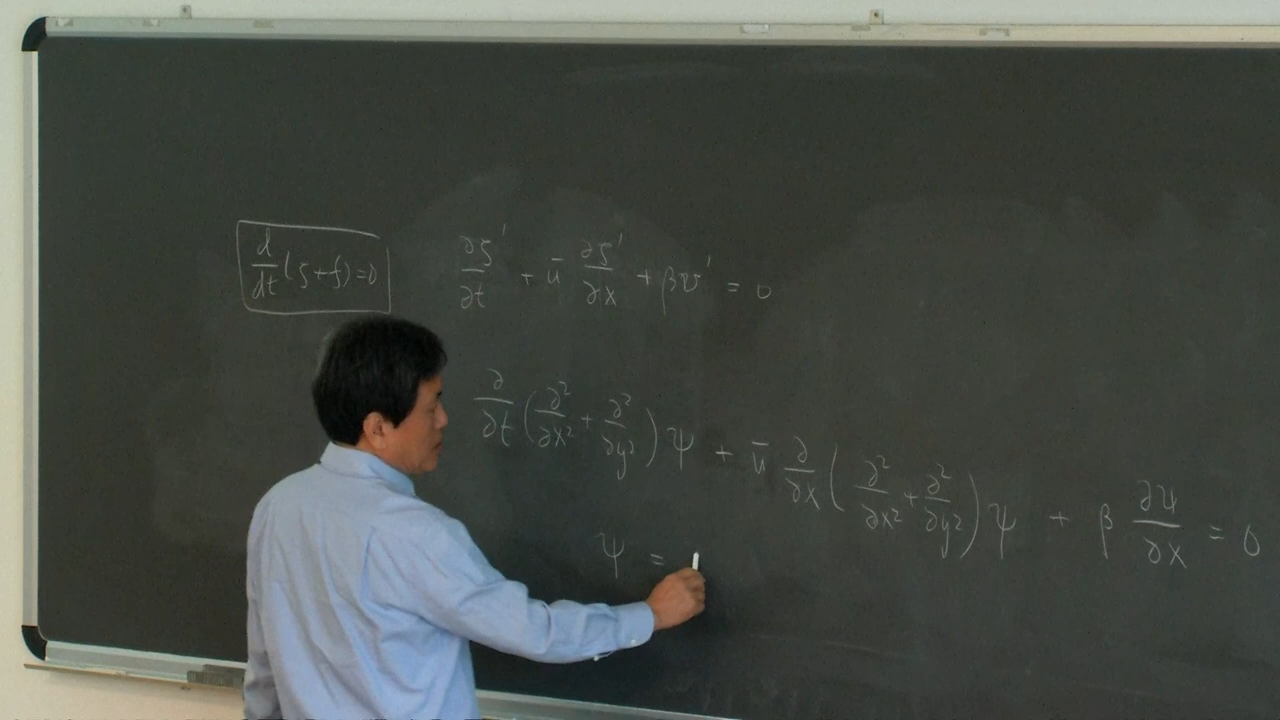 d/dt (ζ+f)=0
∂ζ'/∂t + ū ∂ζ'/∂x + βv' = 0
∂/∂t (∂²/∂x² + ∂²/∂y²) ψ + ū ∂/∂x (∂²/∂x² + ∂²/∂y²) ψ + β ∂ψ/∂x = 0
ψ =